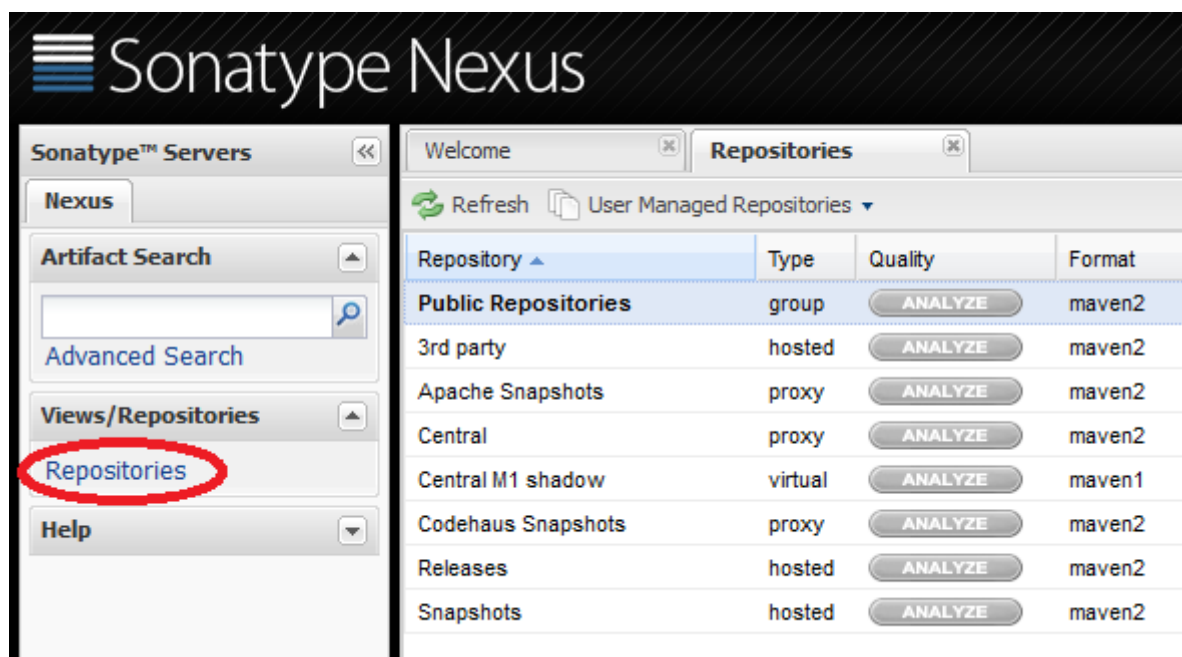 Sonatype Nexus
Sonatype™ Servers
Nexus
Artifact Search
Advanced Search
Views/Repositories
Repositories
Help
Welcome
Repositories
Refresh User Managed Repositories
Repository Type Quality Format
Public Repositories group ANALYZE maven2
3rd party hosted ANALYZE maven2
Apache Snapshots proxy ANALYZE maven2
Central proxy ANALYZE maven2
Central M1 shadow virtual ANALYZE maven1
Codehaus Snapshots proxy ANALYZE maven2
Releases hosted ANALYZE maven2
Snapshots hosted ANALYZE maven2